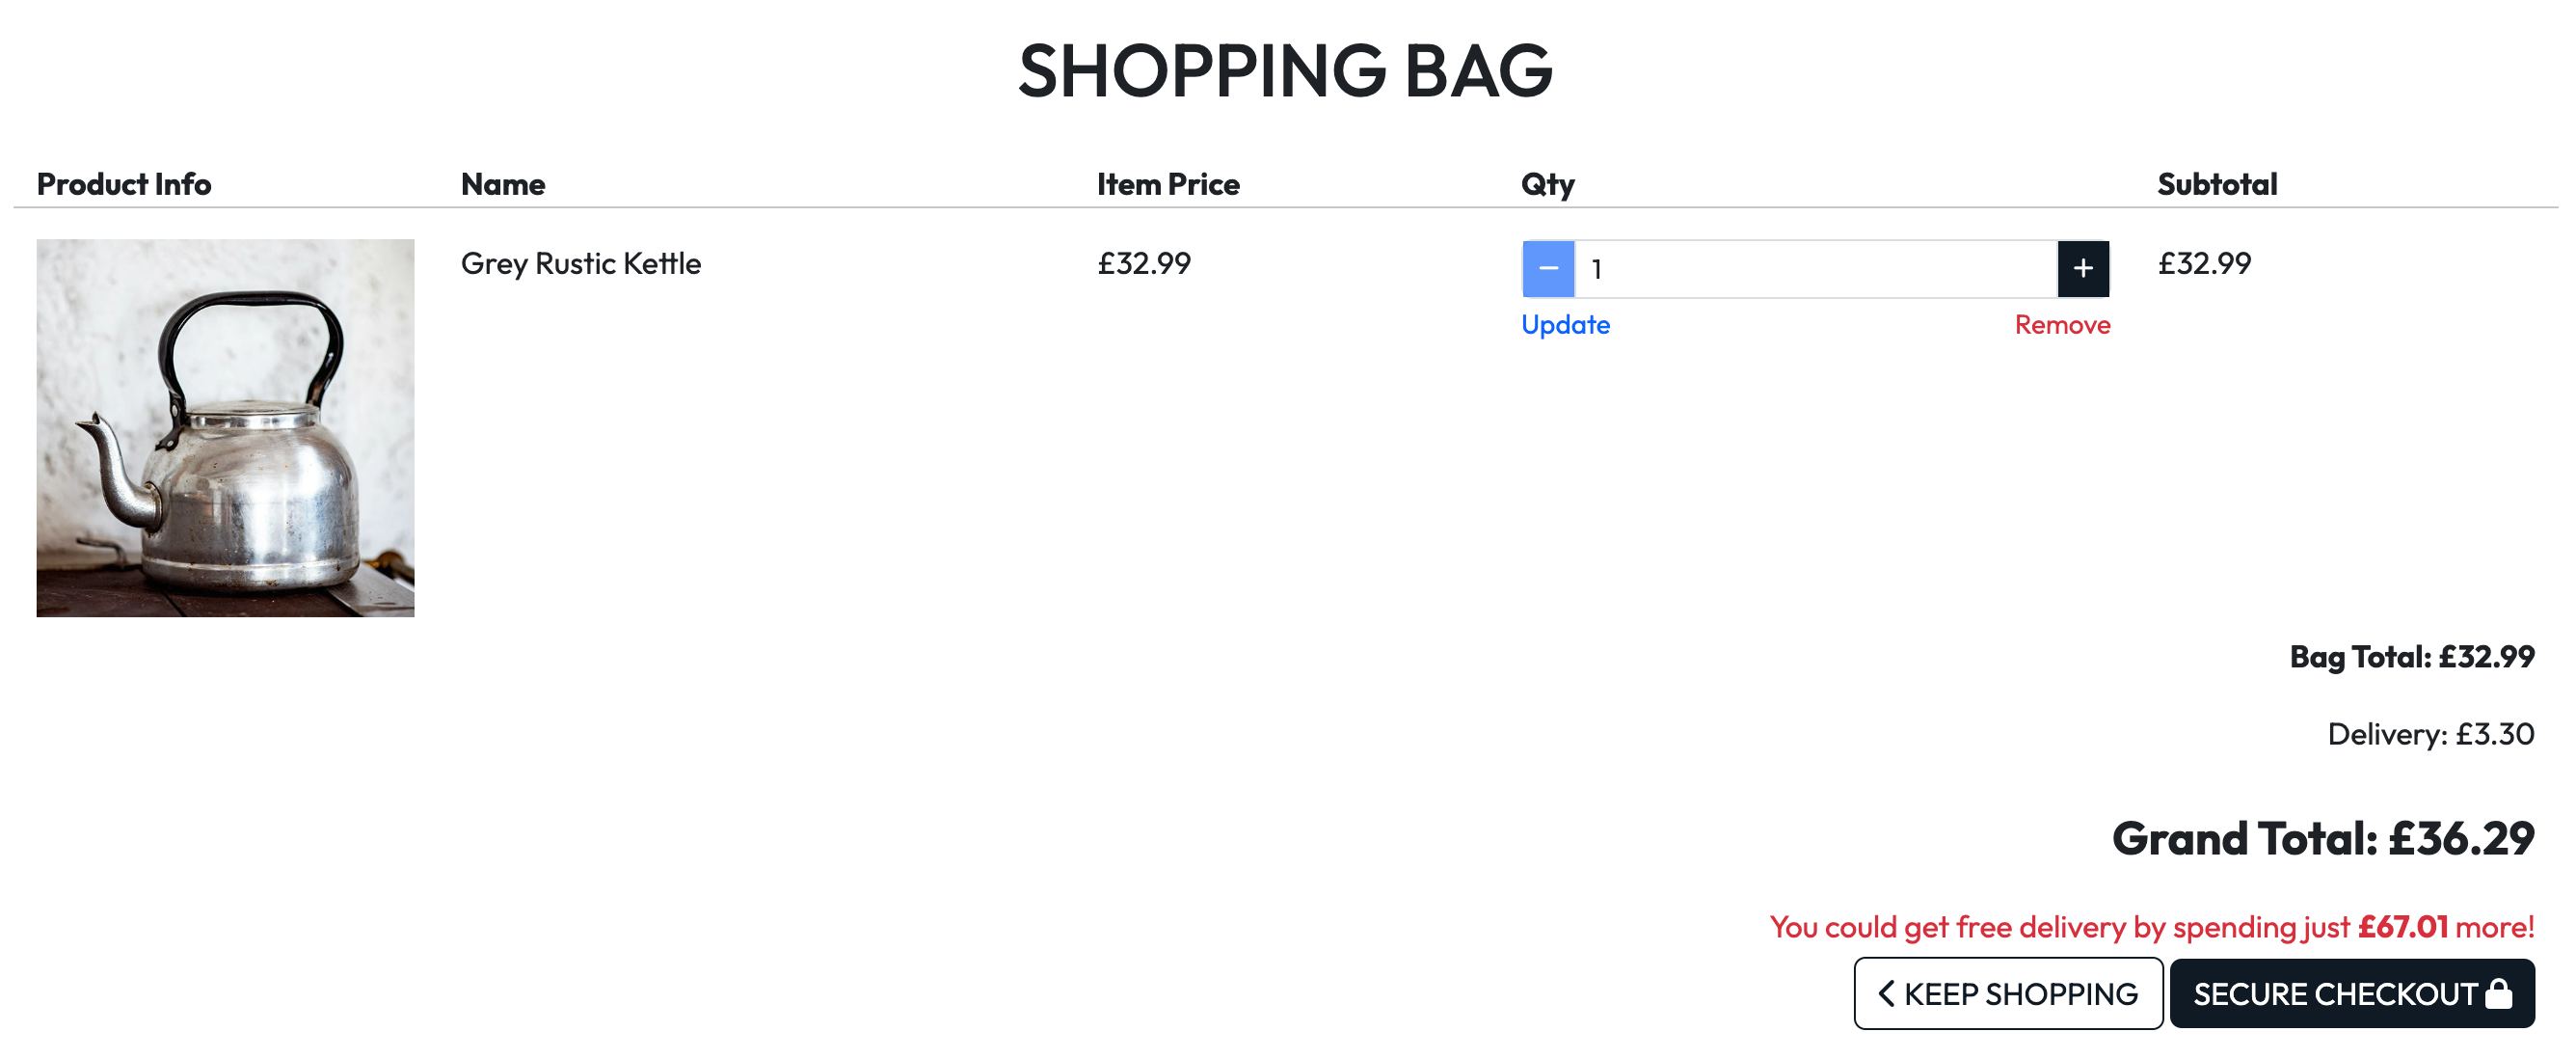 SHOPPING BAG
Product Info Name Item Price Qty Subtotal
Grey Rustic Kettle £32.99 1 £32.99
Update Remove
Bag Total: £32.99
Delivery: £3.30
Grand Total: £36.29
You could get free delivery by spending just £67.01 more!
KEEP SHOPPING SECURE CHECKOUT